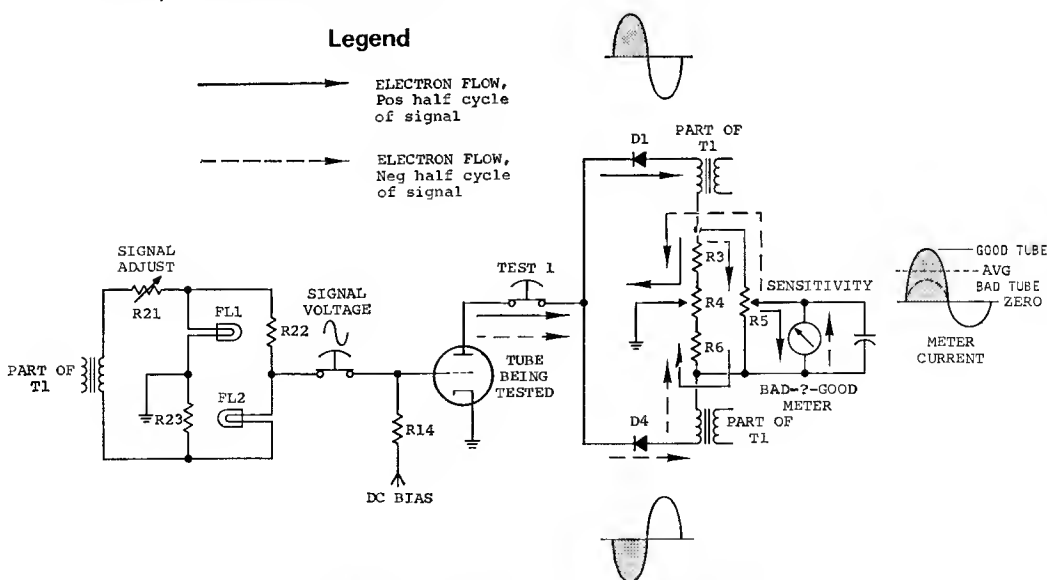 Legend
ELECTRON FLOW,
Pos half cycle
of signal
ELECTRON FLOW,
Neg half cycle
of signal
D1
PART OF
T1
SIGNAL
ADJUST
R21
FL1
R22
SIGNAL
VOLTAGE
TEST 1
R3
R4
R6
SENSITIVITY
R5
GOOD TUBE
AVG
BAD TUBE
ZERO
METER
CURRENT
PART OF
T1
R23
FL2
R14
DC BIAS
TUBE
BEING
TESTED
BAD-?-GOOD
METER
D4
PART OF
T1